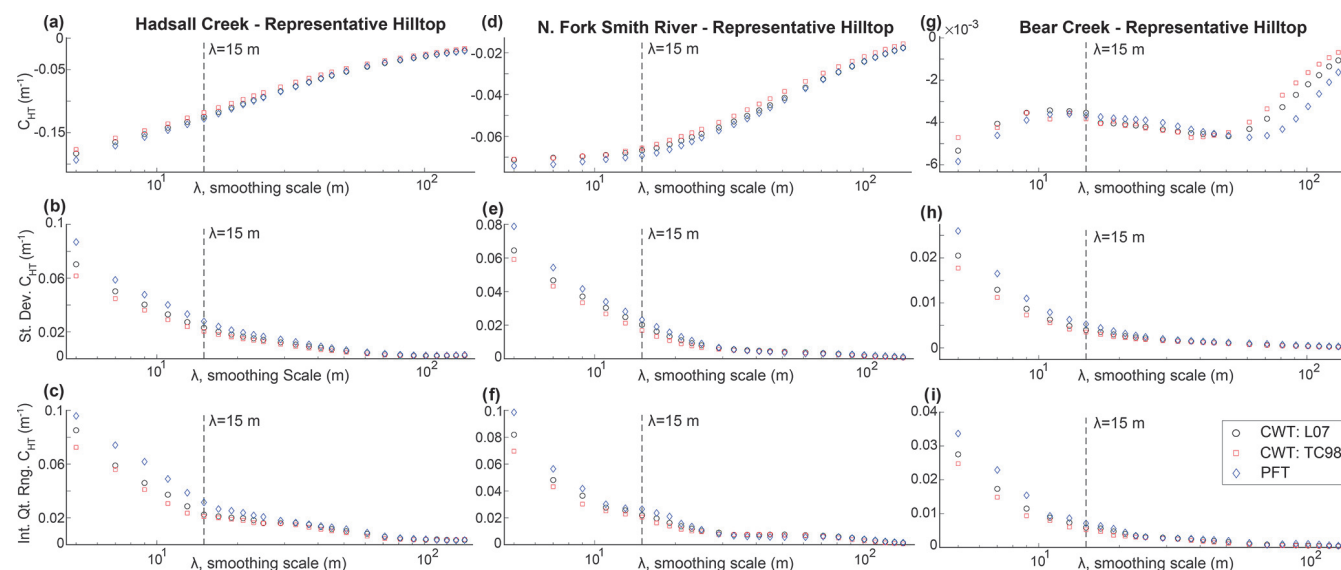 (a) Hadsall Creek - Representative Hilltop
0
-0.05
-0.15
C_HT (m⁻¹)
λ=15 m
10¹
10²
λ, smoothing scale (m)
(d) N. Fork Smith River - Representative Hilltop
-0.02
-0.04
-0.06
λ=15 m
10¹
10²
λ, smoothing scale (m)
(g) Bear Creek - Representative Hilltop
×10⁻³
0
-2
-4
-6
λ=15 m
10¹
10²
λ, smoothing scale (m)
(b)
0.1
0.06
0.02
0
St. Dev. C_HT (m⁻¹)
λ=15 m
10¹
10²
λ, smoothing Scale (m)
(e)
0.08
0.06
0.04
0.02
0
λ=15 m
10¹
10²
λ, smoothing scale (m)
(h)
0.02
0.01
0
λ=15 m
10¹
10²
λ, smoothing scale (m)
(c)
0.1
0.08
0.06
0.04
0.02
0
Int. Qt. Rng. C_HT (m⁻¹)
λ=15 m
10¹
10²
λ, smoothing scale (m)
(f)
0.1
0.08
0.06
0.04
0.02
0
λ=15 m
10¹
10²
λ, smoothing scale (m)
(i)
0.04
0.03
0.02
0.01
0
λ=15 m
10¹
10²
λ, smoothing scale (m)
CWT: L07
CWT: TC98
PFT